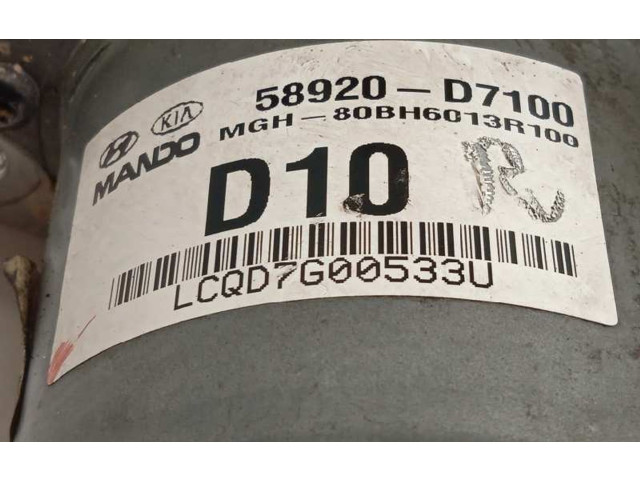 58920-D7100
KIA
MGH-80BH6013R100
MANDO
D10 R
LCQD7G00533U